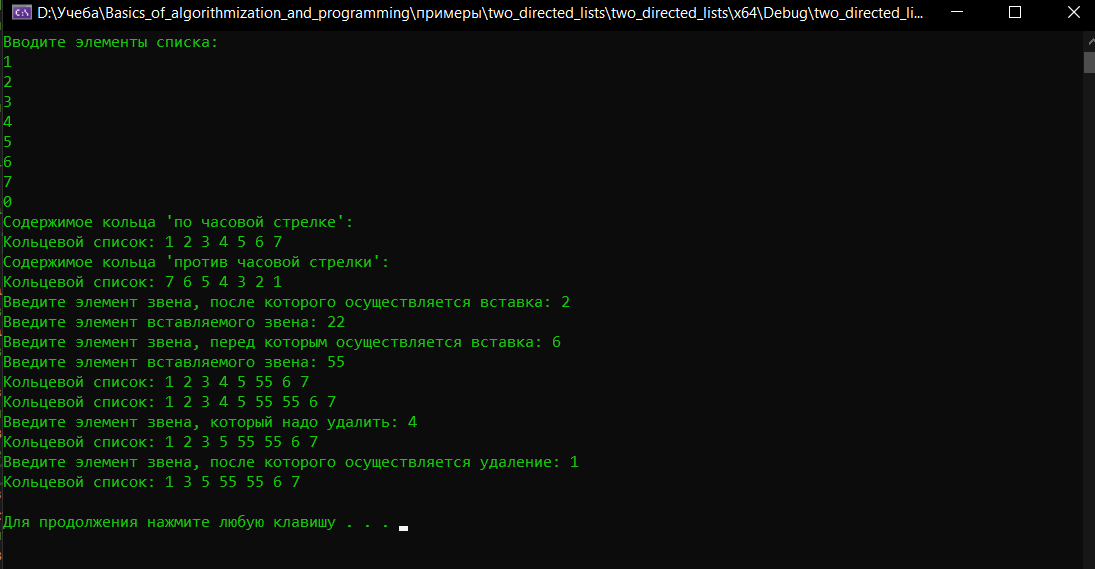 D:\Учеба\Basics_of_algorithmization_and_programming\примеры\two_directed_lists\two_directed_lists\x64\Debug\two_directed_li...
Вводите элементы списка:
1
2
3
4
5
6
7
0
Содержимое кольца 'по часовой стрелке':
Кольцевой список: 1 2 3 4 5 6 7
Содержимое кольца 'против часовой стрелки':
Кольцевой список: 7 6 5 4 3 2 1
Введите элемент звена, после которого осуществляется вставка: 2
Введите элемент вставляемого звена: 22
Введите элемент звена, перед которым осуществляется вставка: 6
Введите элемент вставляемого звена: 55
Кольцевой список: 1 2 3 4 5 55 6 7
Кольцевой список: 1 2 3 4 5 55 55 6 7
Введите элемент звена, который надо удалить: 4
Кольцевой список: 1 2 3 5 55 55 6 7
Введите элемент звена, после которого осуществляется удаление: 1
Кольцевой список: 1 3 5 55 55 6 7
Для продолжения нажмите любую клавишу . . .